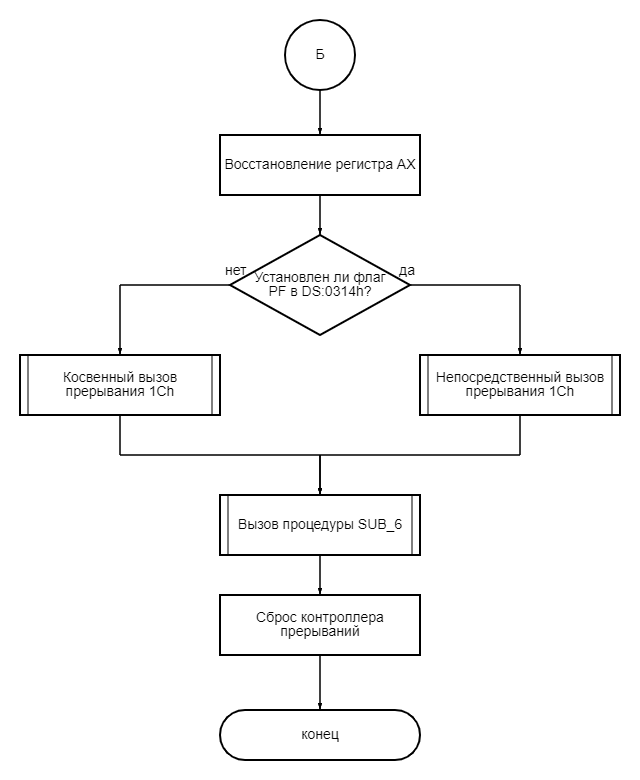 Б
Восстановление регистра AX
нет
да
Установлен ли флаг
PF в DS:0314h?
Косвенный вызов
прерывания 1Ch
Непосредственный вызов
прерывания 1Ch
Вызов процедуры SUB_6
Сброс контроллера
прерываний
конец